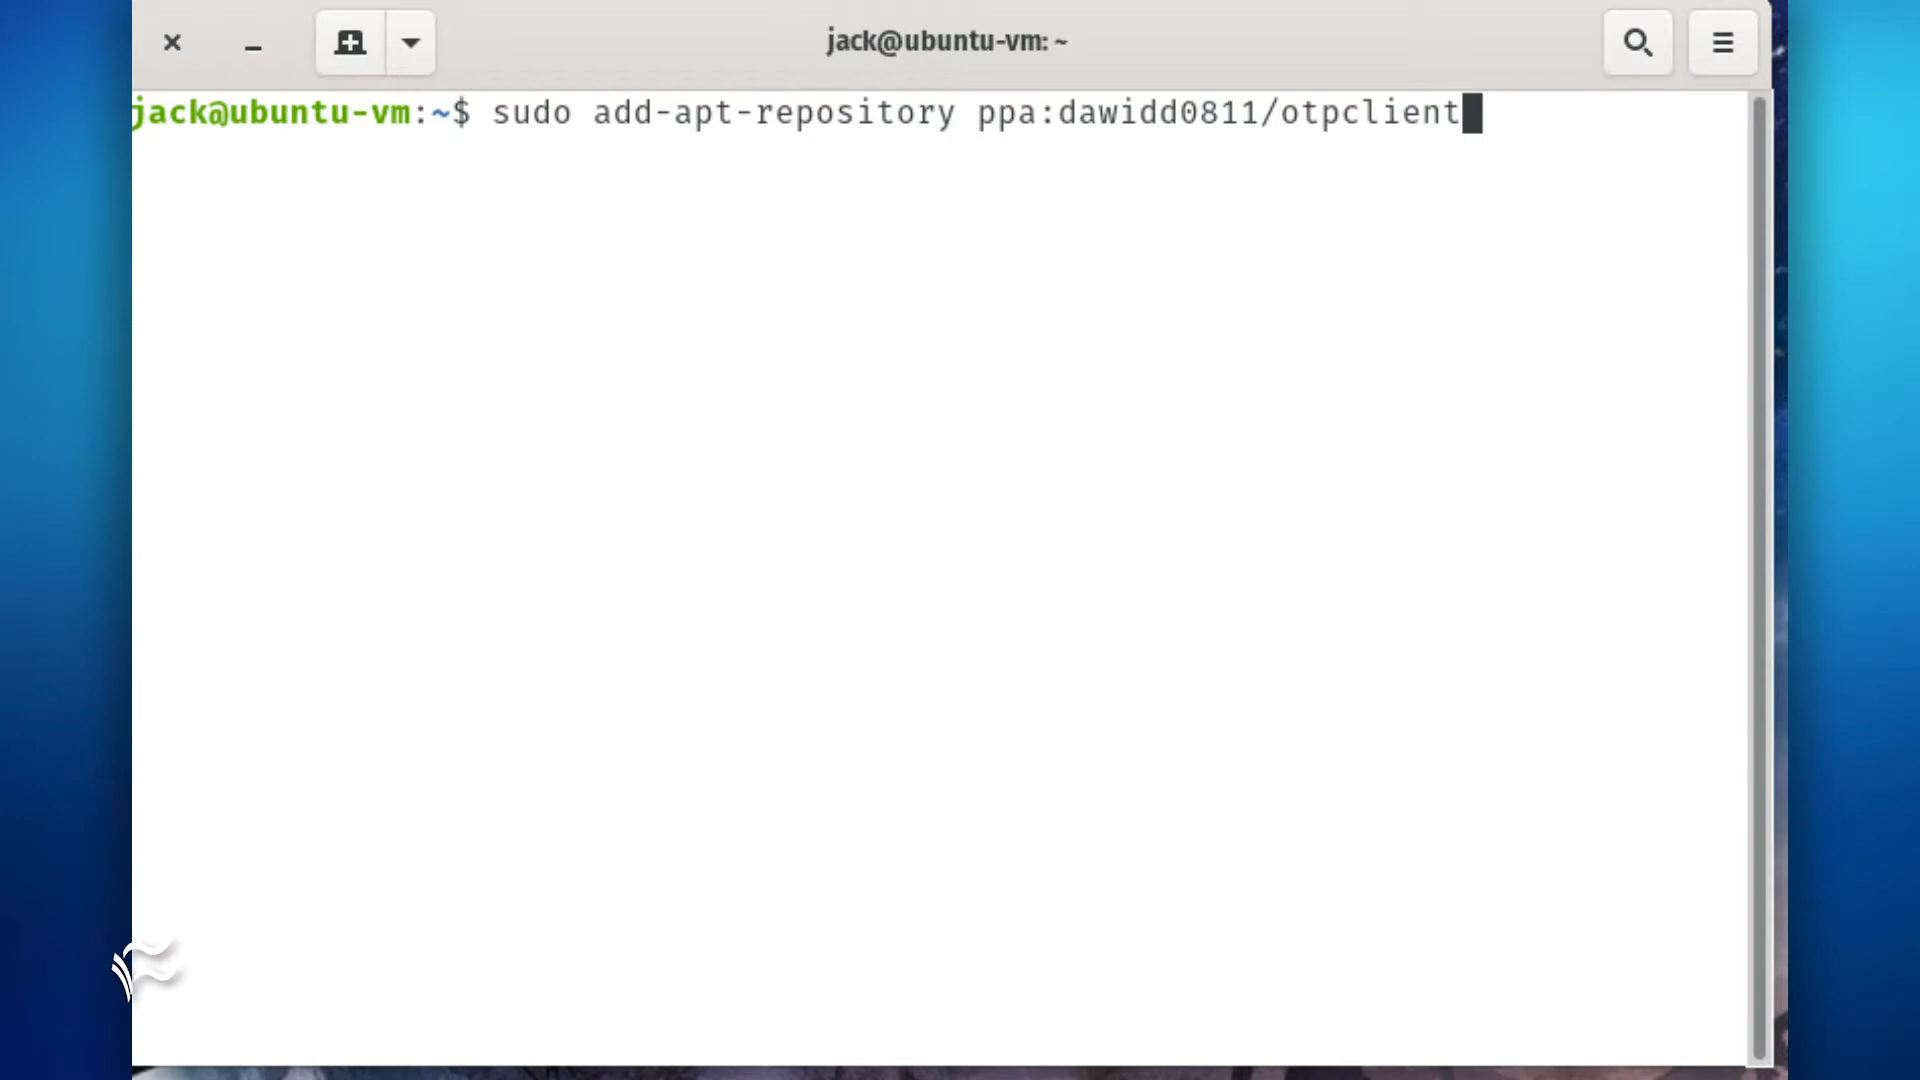 jack@ubuntu-vm: ~
jack@ubuntu-vm:~$ sudo add-apt-repository ppa:dawidd0811/otpclient